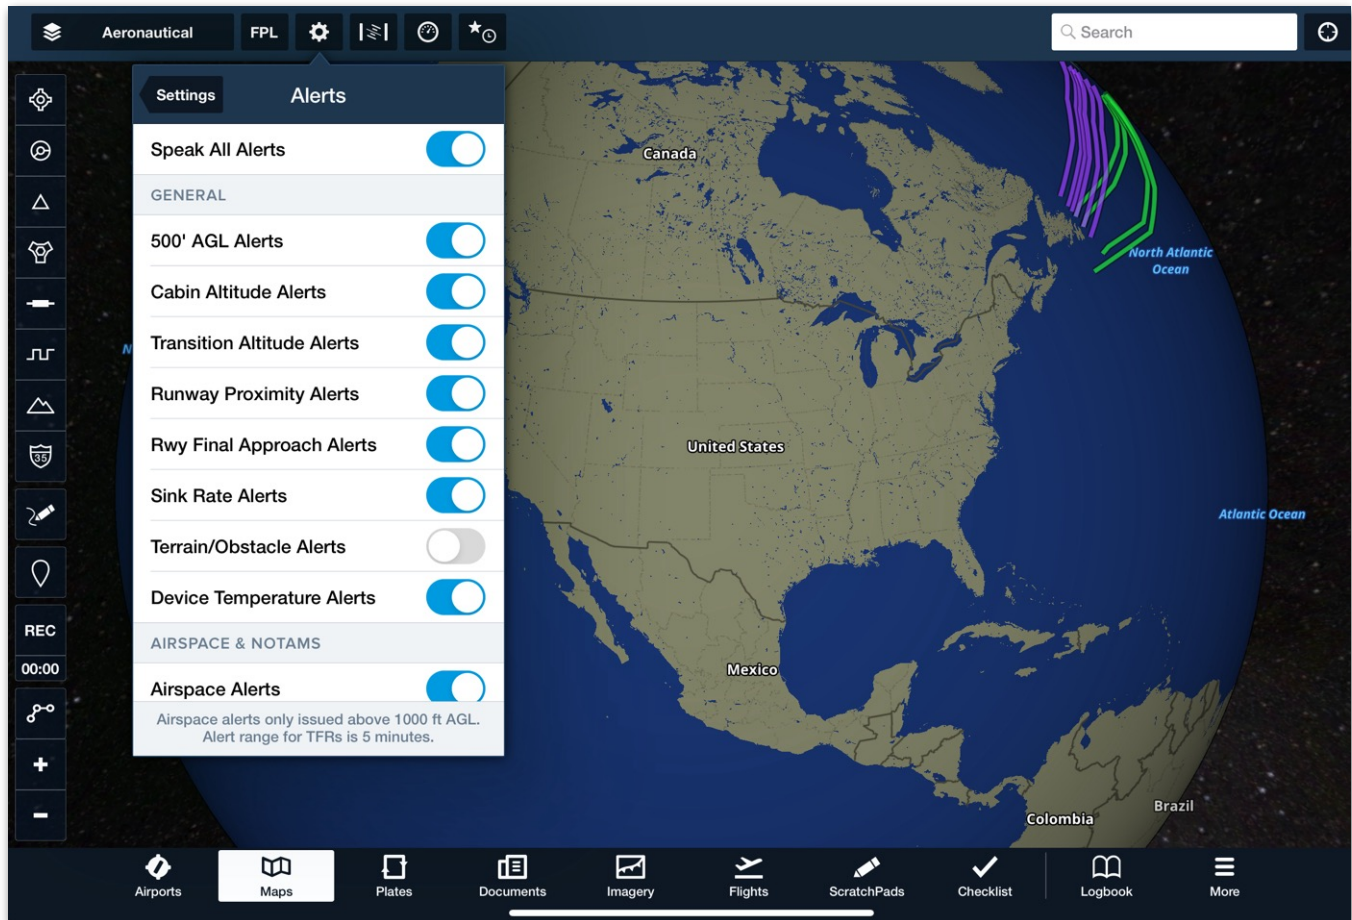 Aeronautical
FPL
Search
Settings
Alerts
Speak All Alerts
GENERAL
500' AGL Alerts
Cabin Altitude Alerts
Transition Altitude Alerts
Runway Proximity Alerts
Rwy Final Approach Alerts
Sink Rate Alerts
Terrain/Obstacle Alerts
Device Temperature Alerts
AIRSPACE & NOTAMS
Airspace Alerts
Airspace alerts only issued above 1000 ft AGL.
Alert range for TFRs is 5 minutes.
35
REC
00:00
Canada
North Atlantic
Ocean
N
United States
Atlantic Ocean
Mexico
Colombia
Brazil
Airports
Maps
Plates
Documents
Imagery
Flights
ScratchPads
Checklist
Logbook
More